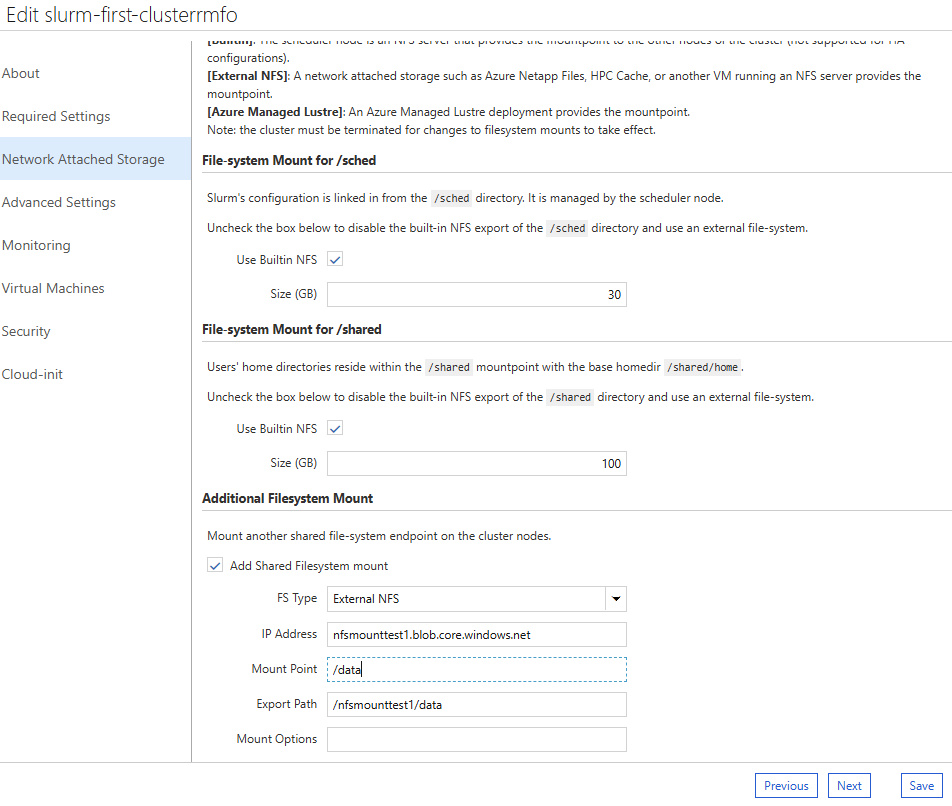 Edit slurm-first-clusterrmfo
[Builtin]: The scheduler node is an NFS server that provides the mountpoint to the other nodes of the cluster (not supported for HA
configurations).
[External NFS]: A network attached storage such as Azure Netapp Files, HPC Cache, or another VM running an NFS server provides the
mountpoint.
[Azure Managed Lustre]: An Azure Managed Lustre deployment provides the mountpoint.
Note: the cluster must be terminated for changes to filesystem mounts to take effect.
About
Required Settings
Network Attached Storage
Advanced Settings
Monitoring
Virtual Machines
Security
Cloud-init
File-system Mount for /sched
Slurm's configuration is linked in from the /sched directory. It is managed by the scheduler node.
Uncheck the box below to disable the built-in NFS export of the /sched directory and use an external file-system.
Use Builtin NFS
Size (GB) 30
File-system Mount for /shared
Users' home directories reside within the /shared mountpoint with the base homedir /shared/home.
Uncheck the box below to disable the built-in NFS export of the /shared directory and use an external file-system.
Use Builtin NFS
Size (GB) 100
Additional Filesystem Mount
Mount another shared file-system endpoint on the cluster nodes.
Add Shared Filesystem mount
FS Type External NFS
IP Address nfsmounttest1.blob.core.windows.net
Mount Point /data
Export Path /nfsmounttest1/data
Mount Options
Previous Next Save